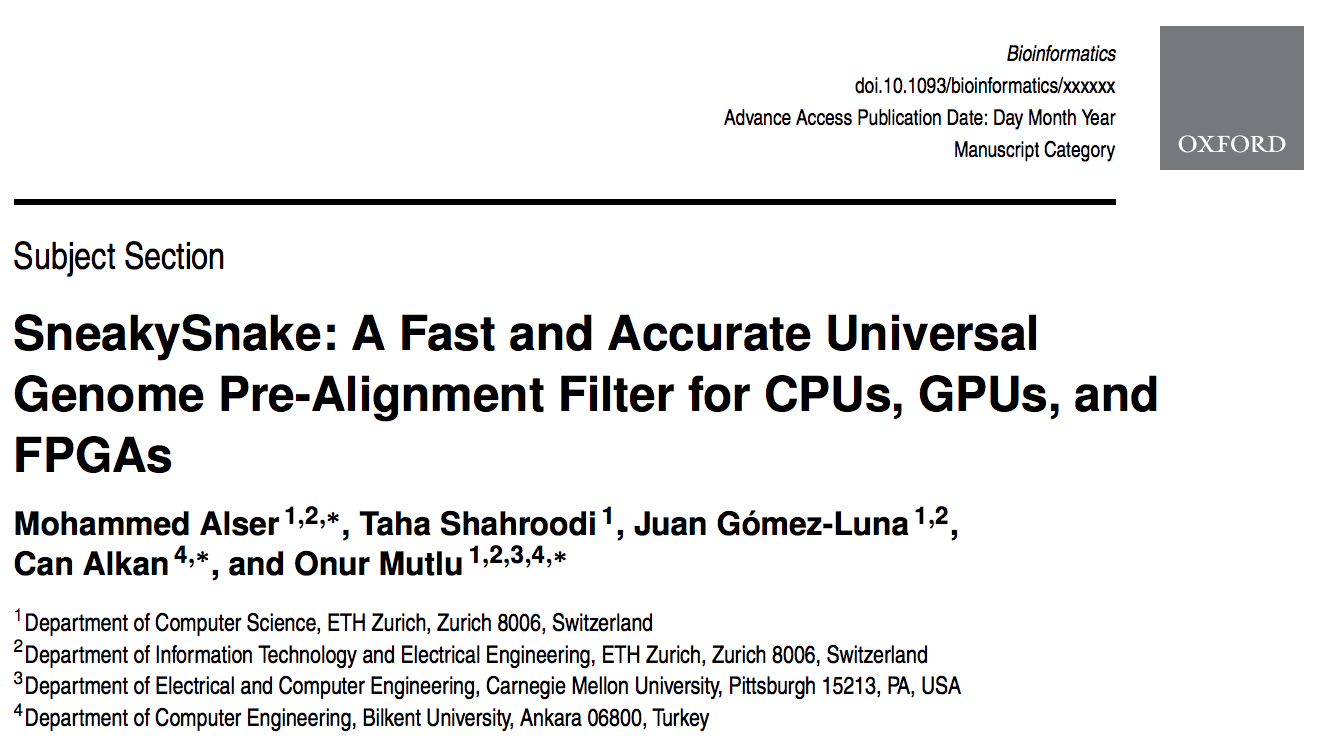 Bioinformatics
doi.10.1093/bioinformatics/xxxxxx
Advance Access Publication Date: Day Month Year
Manuscript Category
OXFORD
Subject Section
SneakySnake: A Fast and Accurate Universal
Genome Pre-Alignment Filter for CPUs, GPUs, and
FPGAs
Mohammed Alser 1,2,∗, Taha Shahroodi 1, Juan Gómez-Luna 1,2,
Can Alkan 4,∗, and Onur Mutlu 1,2,3,4,∗
1 Department of Computer Science, ETH Zurich, Zurich 8006, Switzerland
2 Department of Information Technology and Electrical Engineering, ETH Zurich, Zurich 8006, Switzerland
3 Department of Electrical and Computer Engineering, Carnegie Mellon University, Pittsburgh 15213, PA, USA
4 Department of Computer Engineering, Bilkent University, Ankara 06800, Turkey